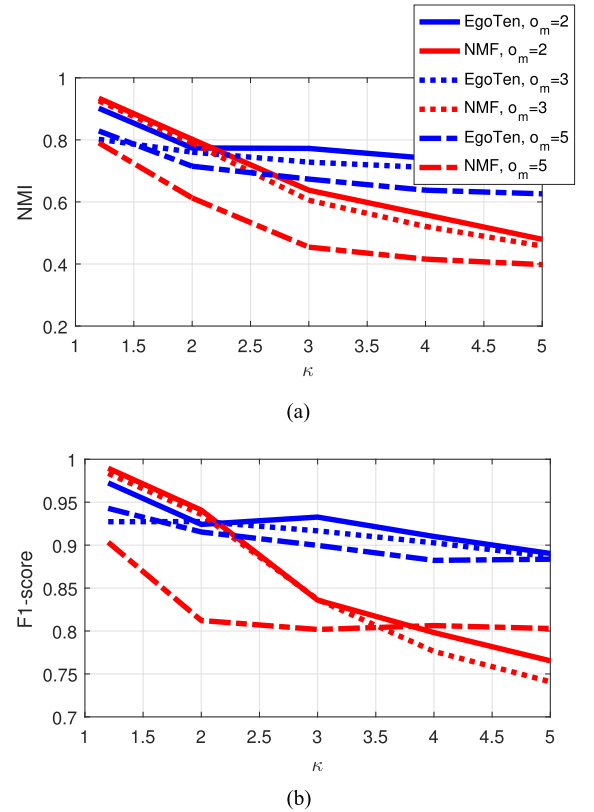 EgoTen, o_m=2
NMF, o_m=2
EgoTen, o_m=3
NMF, o_m=3
EgoTen, o_m=5
NMF, o_m=5
1
0.8
0.6
0.4
0.2
NMI
1 1.5 2 2.5 3 3.5 4 4.5 5
κ
(a)
1
0.95
0.9
0.85
0.8
0.75
0.7
F1-score
1 1.5 2 2.5 3 3.5 4 4.5 5
κ
(b)